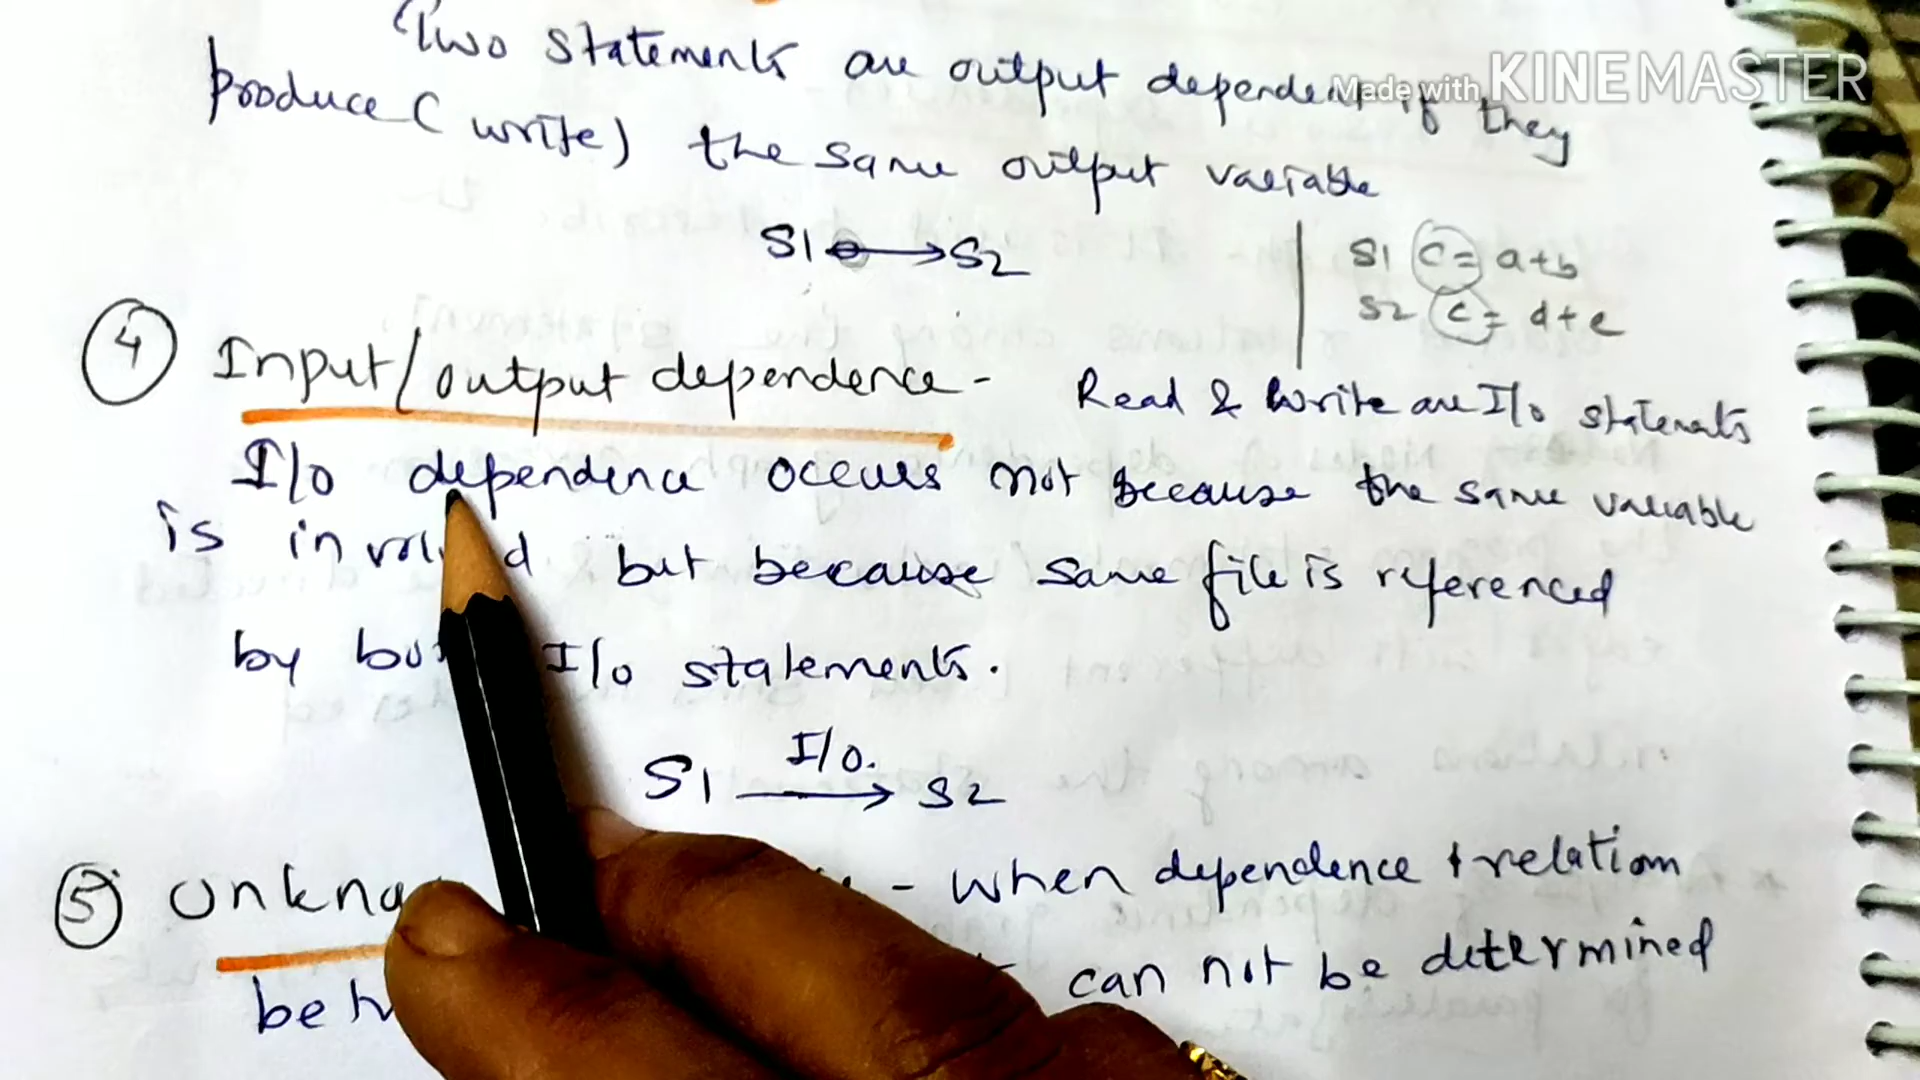 Two statements are output dependent if they
produce (write) the same output variable
S1 → S2
S1 c = a+b
S2 c = d+e
④ Input/output dependence - Read & Write are I/o statements
I/o dependence occurs not because the same variable
is involved but because same file is referenced
by I/o statements.
I/O.
S1 → S2
⑤ - when dependence relation
can not be determined
Made with KINEMASTER